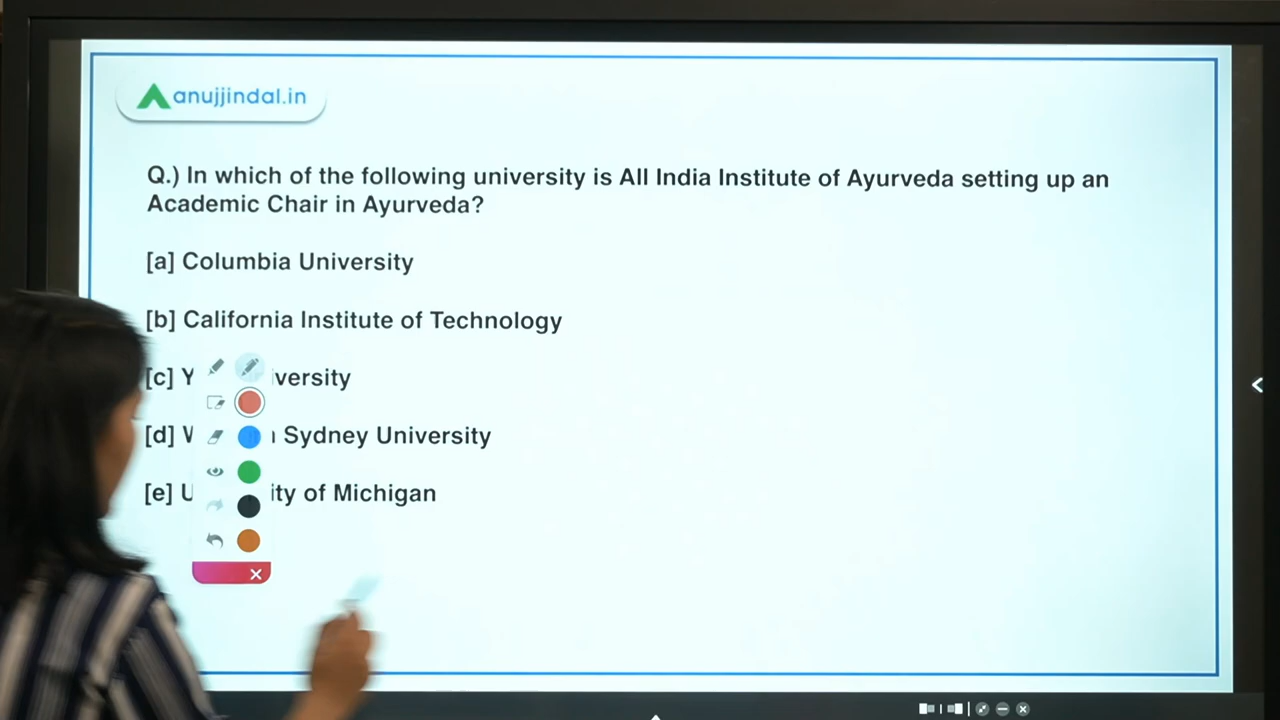 anujjindal.in
Q.) In which of the following university is All India Institute of Ayurveda setting up an
Academic Chair in Ayurveda?
[a] Columbia University
[b] California Institute of Technology
[c] Y iversity
[d] Sydney University
[e] U ity of Michigan